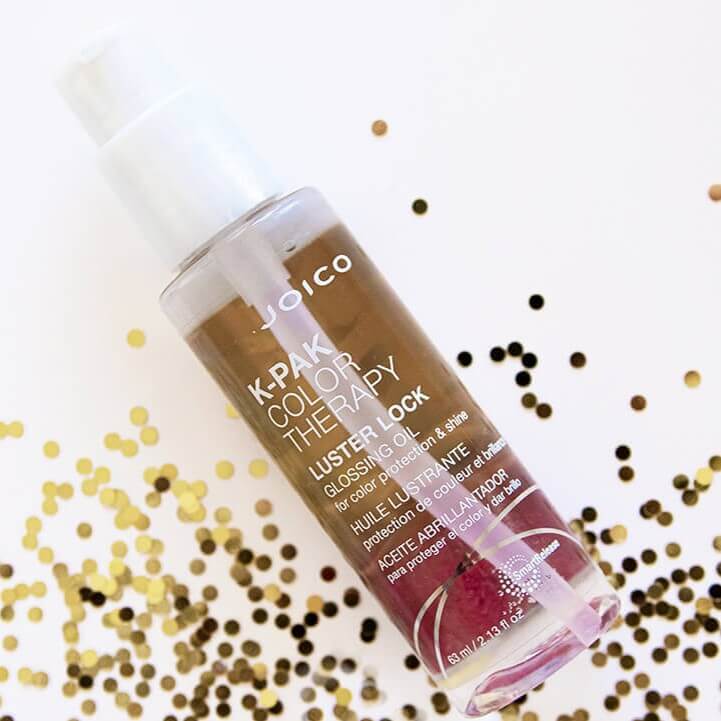 JOICO
K-PAK
COLOR
THERAPY
LUSTER LOCK
GLOSSING OIL
for color protection & shine
HUILE LUSTRANTE
protection de couleur et
ACEITE ABRILLANTADOR
para proteger el color y dar brillo
SmartRelease
63 ml / 2.13 fl oz